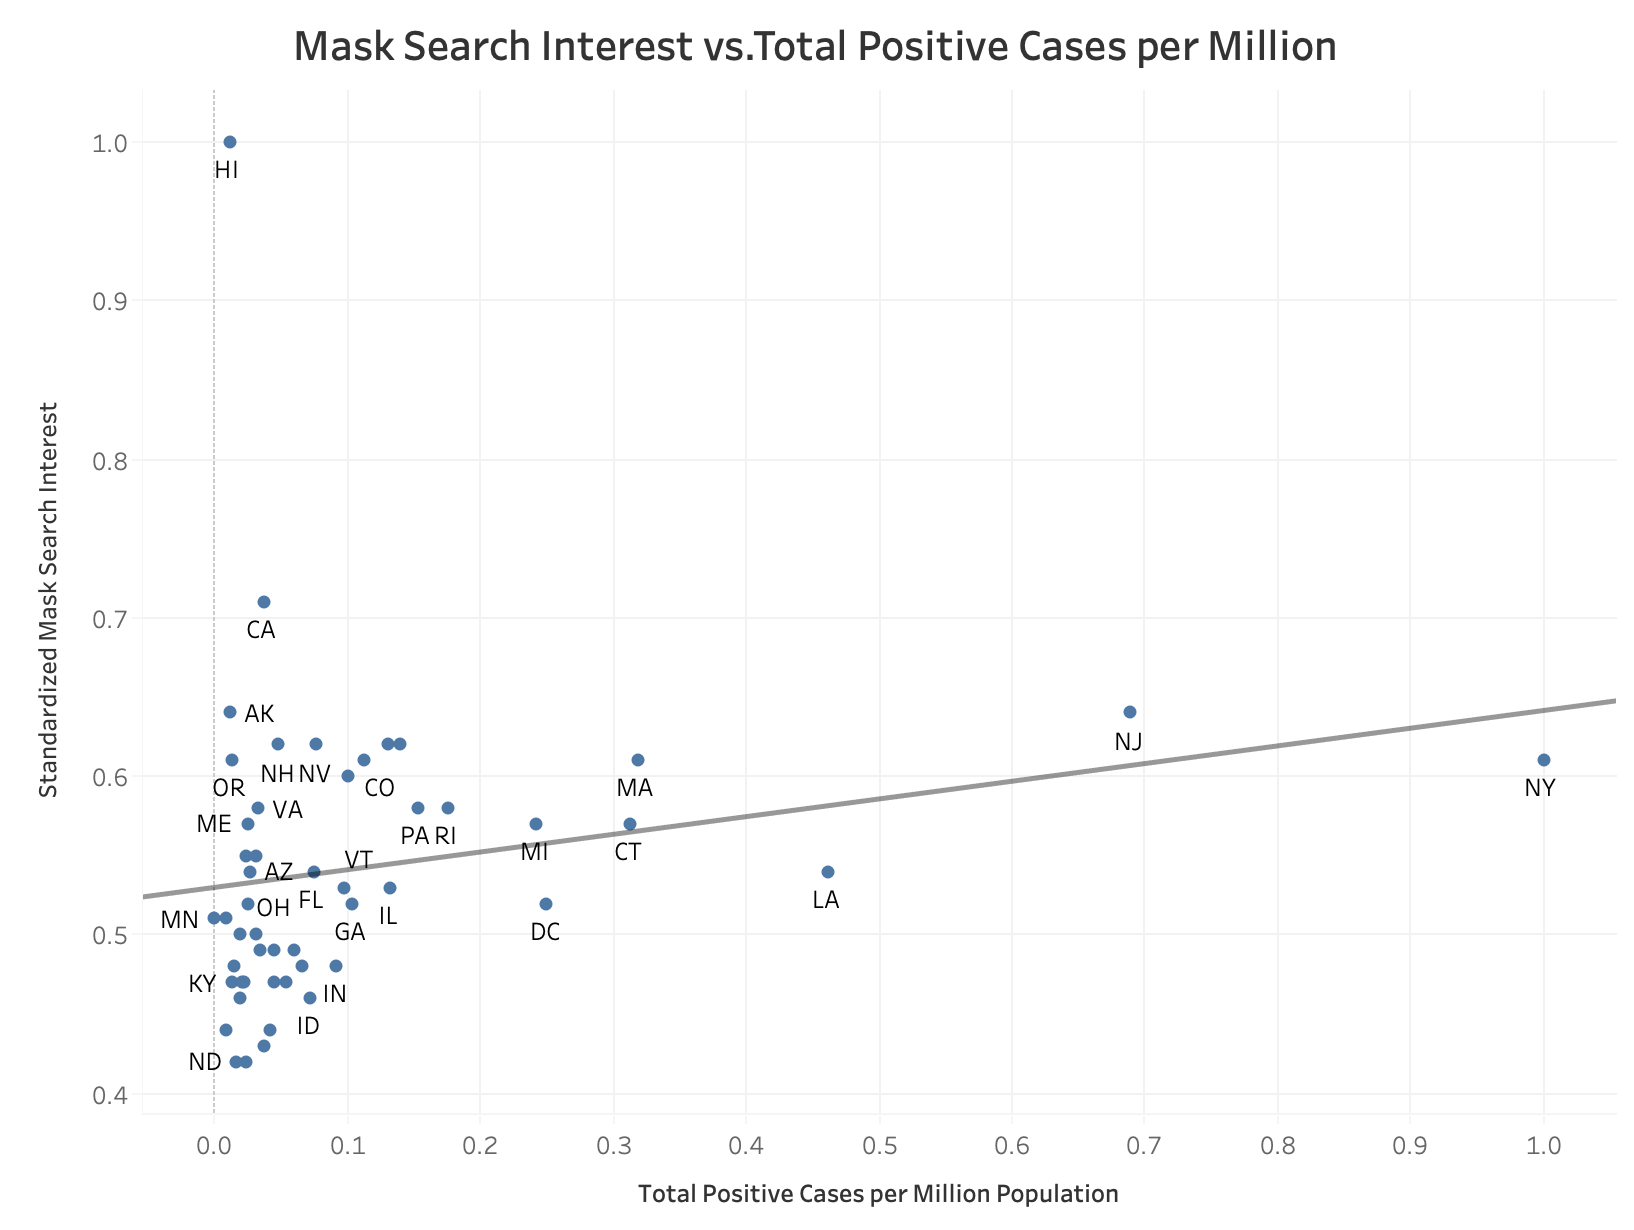 Mask Search Interest vs.Total Positive Cases per Million
Standardized Mask Search Interest
1.0
0.9
0.8
0.7
0.6
0.5
0.4
HI
CA
AK
NJ
OR
NH
NV
CO
MA
NY
ME
VA
PA
RI
MI
CT
VT
AZ
FL
LA
OH
IL
MN
GA
DC
KY
IN
ID
ND
0.0
0.1
0.2
0.3
0.4
0.5
0.6
0.7
0.8
0.9
1.0
Total Positive Cases per Million Population